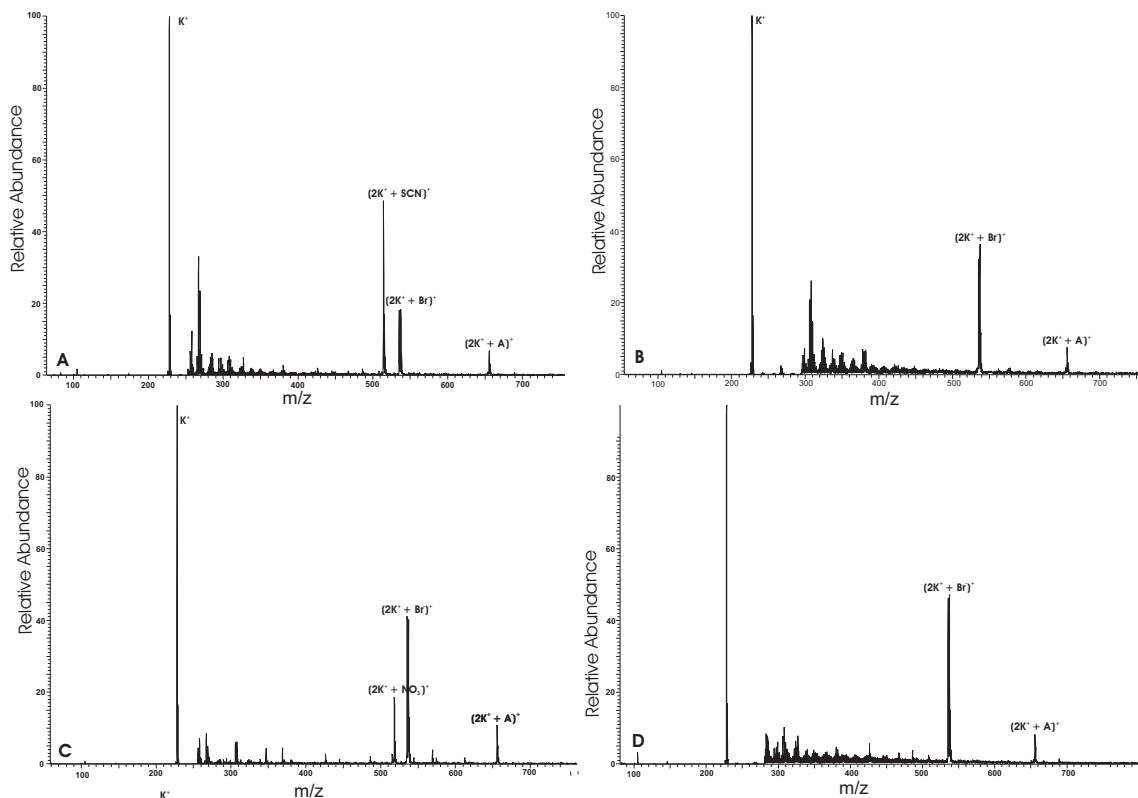 100
80
60
40
20
0
Relative Abundance
K⁺
(2K⁺ + SCN)⁺
(2K⁺ + Br)⁺
(2K⁺ + A)⁺
A
100 200 300 400 500 600 700
m/z
100
80
60
40
20
0
Relative Abundance
K⁺
(2K⁺ + Br)⁺
(2K⁺ + A)⁺
B
100 200 300 400 500 600 700
m/z
100
80
60
40
20
0
Relative Abundance
K⁺
(2K⁺ + Br)⁺
(2K⁺ + NO₃)⁺
(2K⁺ + A)⁺
C
100 200 300 400 500 600 700
m/z
K⁺
80
60
40
20
0
Relative Abundance
(2K⁺ + Br)⁺
(2K⁺ + A)⁺
D
100 200 300 400 500 600 700
m/z